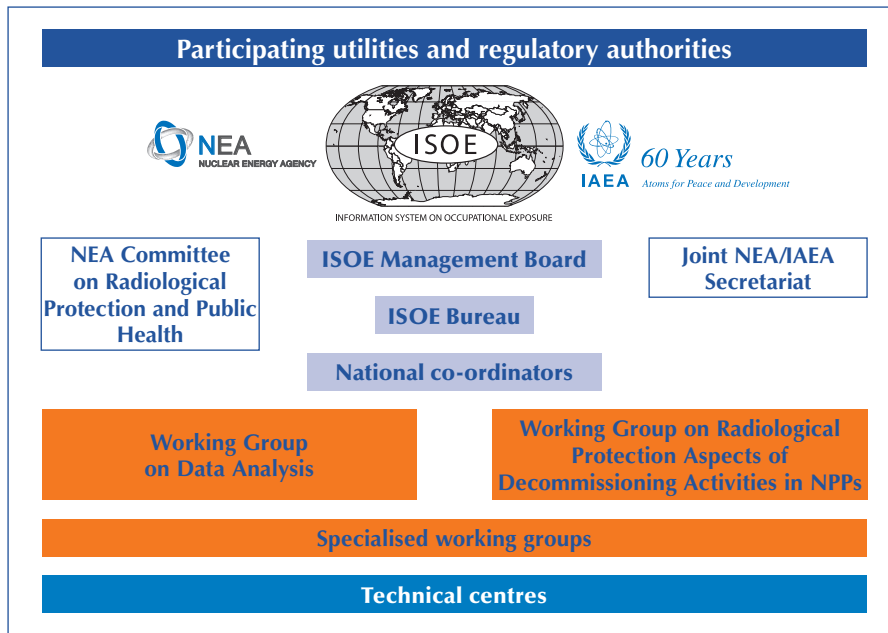 Participating utilities and regulatory authorities
NEA
NUCLEAR ENERGY AGENCY
ISOE
INFORMATION SYSTEM ON OCCUPATIONAL EXPOSURE
IAEA
60 Years
Atoms for Peace and Development
NEA Committee
on Radiological
Protection and Public
Health
ISOE Management Board
ISOE Bureau
National co-ordinators
Joint NEA/IAEA
Secretariat
Working Group
on Data Analysis
Working Group on Radiological
Protection Aspects of
Decommissioning Activities in NPPs
Specialised working groups
Technical centres